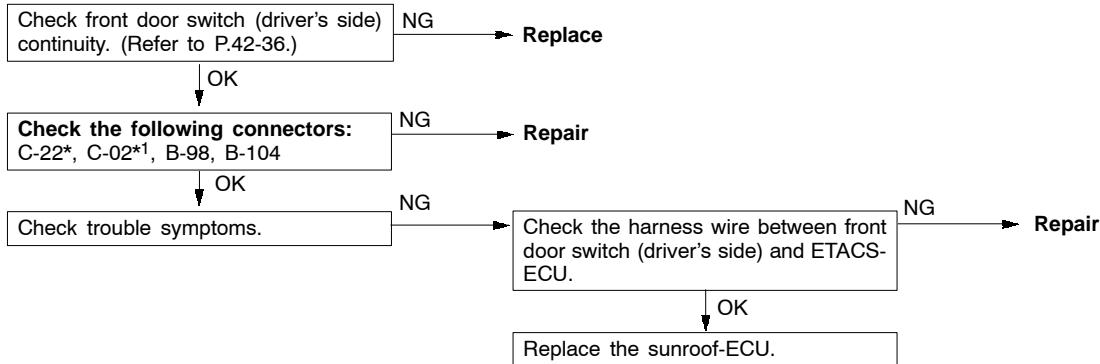 Check front door switch (driver's side)
continuity. (Refer to P.42-36.)
NG
Replace
OK
Check the following connectors:
C-22*, C-02*1, B-98, B-104
NG
Repair
OK
Check trouble symptoms.
NG
Check the harness wire between front
door switch (driver's side) and ETACS-
ECU.
NG
Repair
OK
Replace the sunroof-ECU.